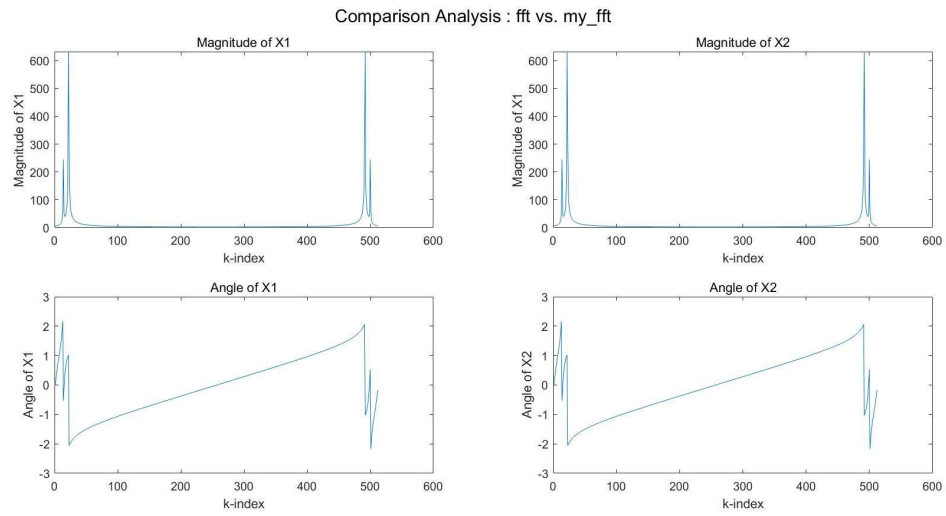 Comparison Analysis : fft vs. my_fft
Magnitude of X1
Magnitude of X1
600
500
400
300
200
100
0
0 100 200 300 400 500 600
k-index
Magnitude of X2
Magnitude of X1
600
500
400
300
200
100
0
0 100 200 300 400 500 600
k-index
Angle of X1
Angle of X1
3
2
1
0
-1
-2
-3
0 100 200 300 400 500 600
k-index
Angle of X2
Angle of X2
3
2
1
0
-1
-2
-3
0 100 200 300 400 500 600
k-index